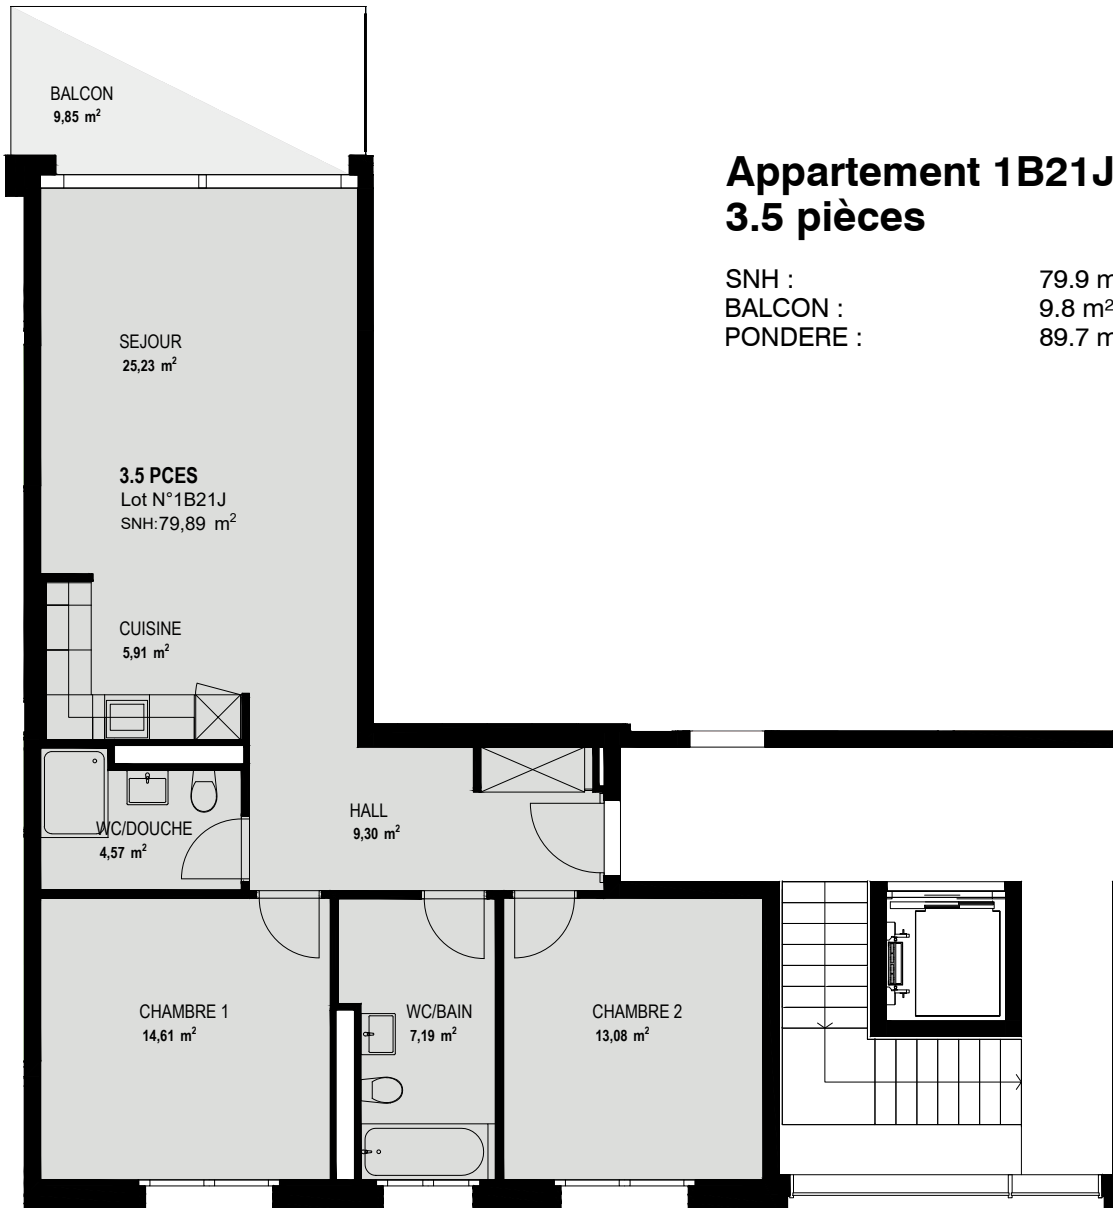 BALCON
9,85 m²
Appartement 1B21J
3.5 pièces
SNH : 79.9 m
BALCON : 9.8 m²
PONDERE : 89.7 m
SEJOUR
25,23 m²
3.5 PCES
Lot N°1B21J
SNH:79,89 m²
CUISINE
5,91 m²
HALL
9,30 m²
WC/DOUCHE
4,57 m²
CHAMBRE 1
14,61 m²
WC/BAIN
7,19 m²
CHAMBRE 2
13,08 m²